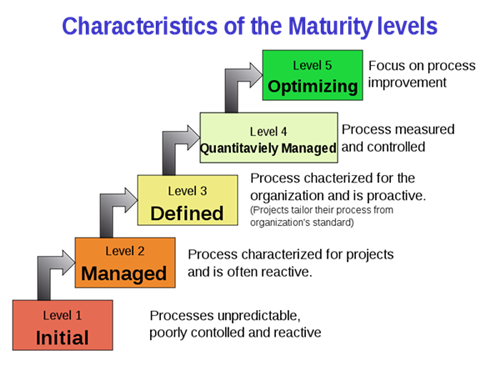 Characteristics of the Maturity levels
Level 5
Optimizing
Focus on process
improvement
Level 4
Quantitaviely Managed
Process measured
and controlled
Level 3
Defined
Process chacterized for the
organization and is proactive.
(Projects tailor their process from
organization's standard)
Level 2
Managed
Process characterized for projects
and is often reactive.
Level 1
Initial
Processes unpredictable,
poorly contolled and reactive